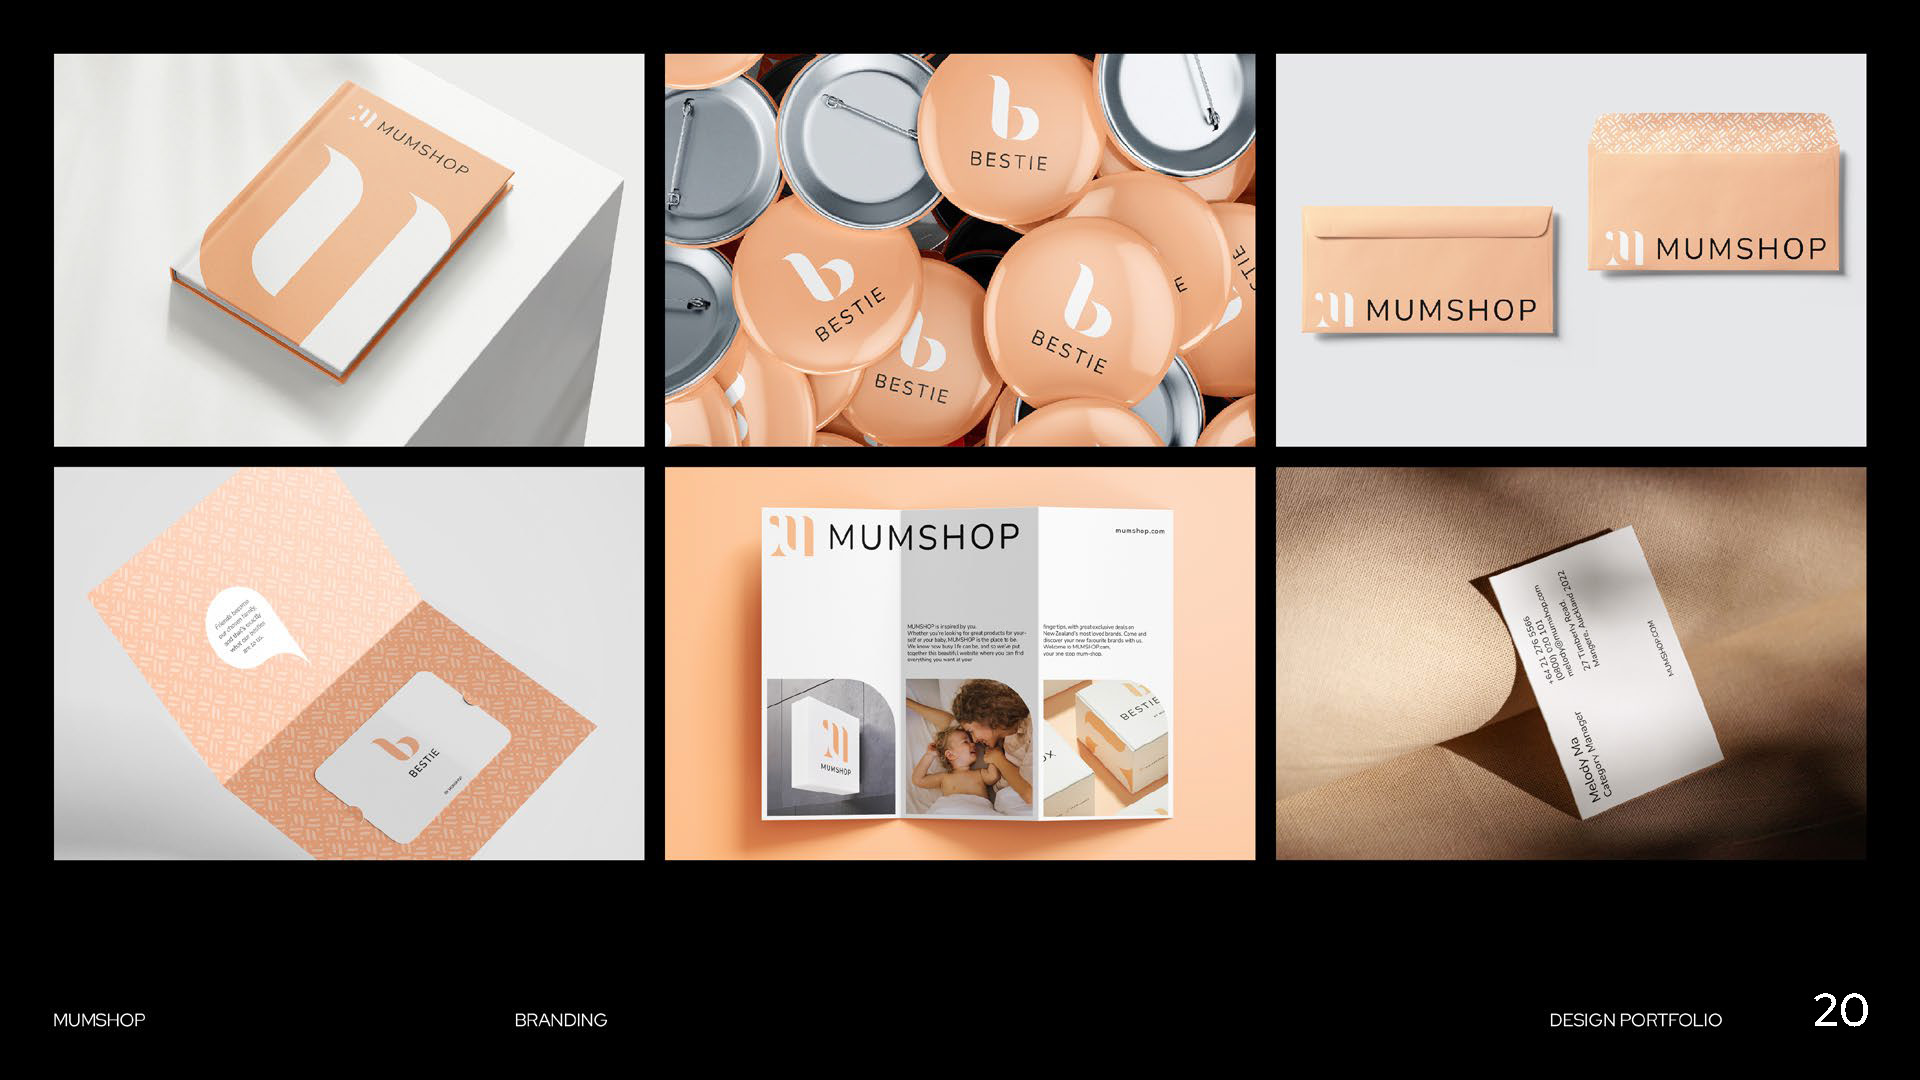 MUMSHOP
b
BESTIE
b
BESTIE
b
BESTIE
b
BESTIE
MUMSHOP
MUMSHOP
Friends become
our chosen family,
and that's exactly
what our besties
are to us.
b
BESTIE
MUMSHOP
mumshop.com
MUMSHOP is inspired by you.
Whether you're looking for great products for your-
self or your baby, MUMSHOP is the place to be.
We know how busy life can be, and so we've put
together this beautiful website where you can find
everything you want at your
fingertips, with great exclusive deals on
New Zealand's most loved brands. Come and
discover your new favourite brands with us.
Welcome to MUMSHOP.com,
your one stop mum-shop.
MUMSHOP
BESTIE
Melody Ma
Category Manager
+64 21 276 5566
(0800) 020 101
melody@mumshop.com
27 Timberly Road,
Mangere, Auckland 2022
MUMSHOP.COM
MUMSHOP
BRANDING
DESIGN PORTFOLIO
20